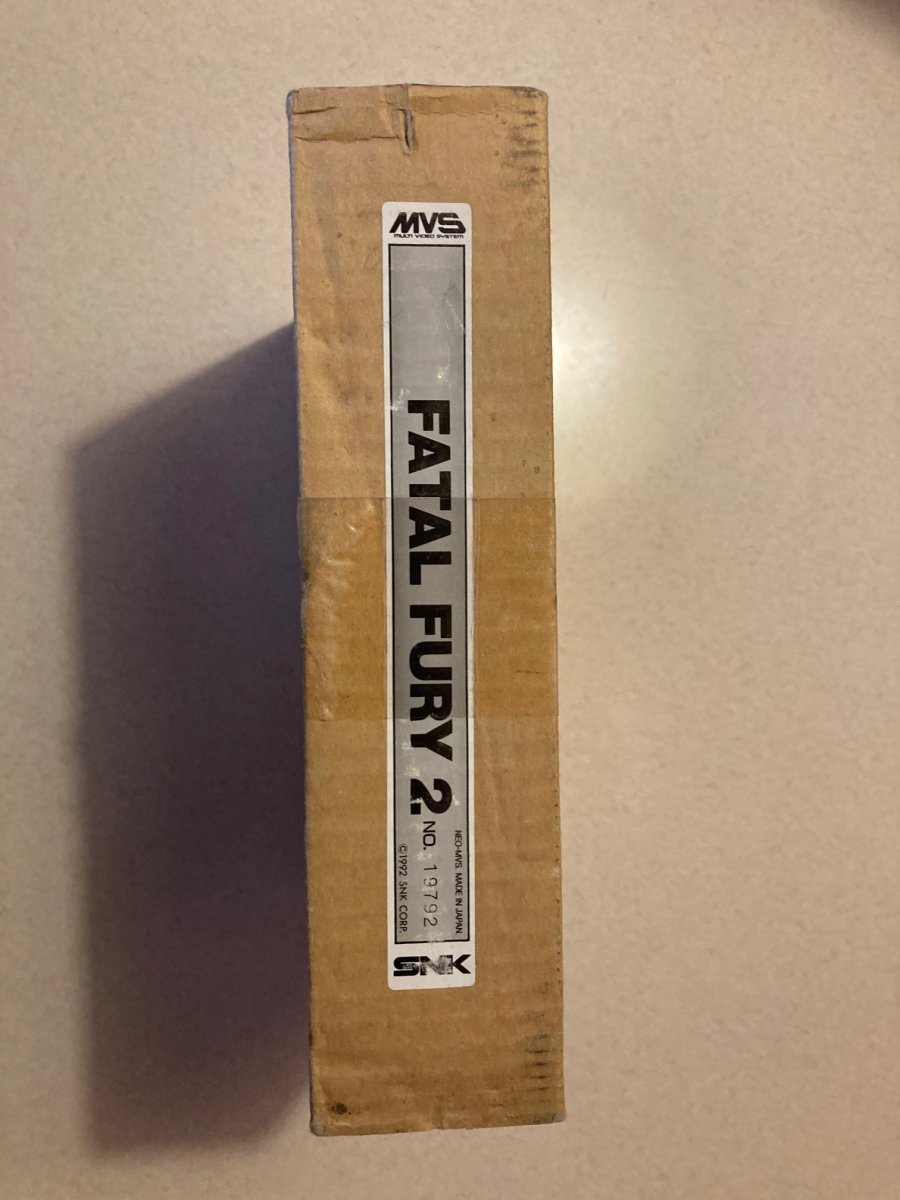 MVS
MULTI VIDEO SYSTEM
FATAL FURY 2
NEO-MVS. MADE IN JAPAN.
NO. 19792
©1992 SNK CORP.
SNK